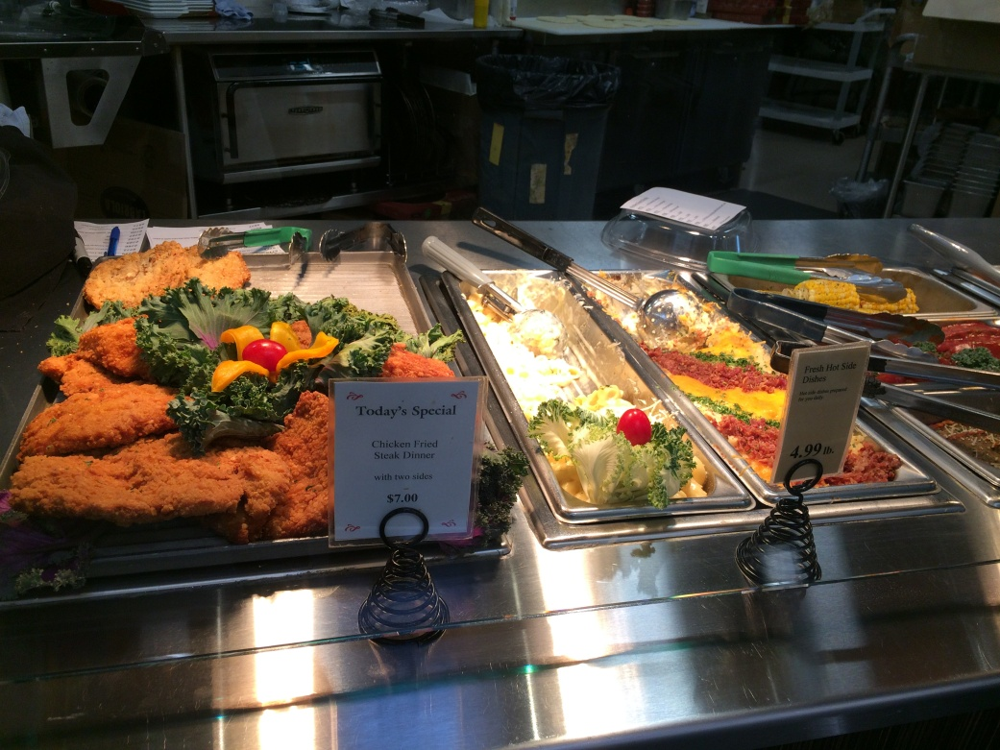 Today's Special
Chicken Fried
Steak Dinner
with two sides
$7.00
Fresh Hot Side
Dishes
4.99 lb.